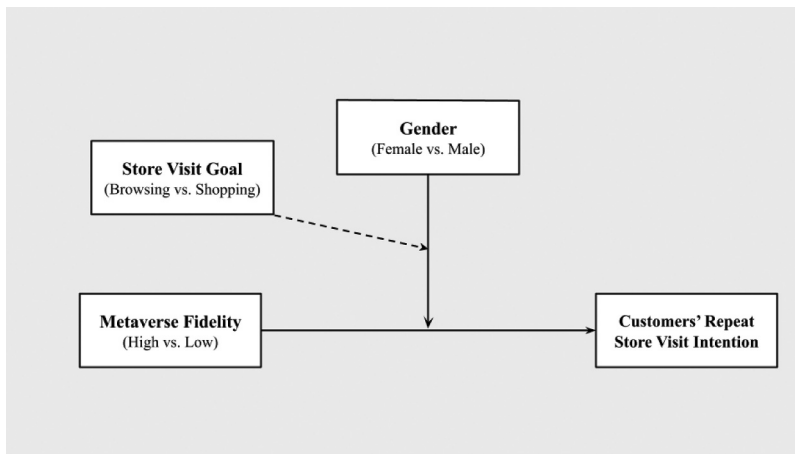 Gender
(Female vs. Male)
Store Visit Goal
(Browsing vs. Shopping)
Metaverse Fidelity
(High vs. Low)
Customers’ Repeat
Store Visit Intention